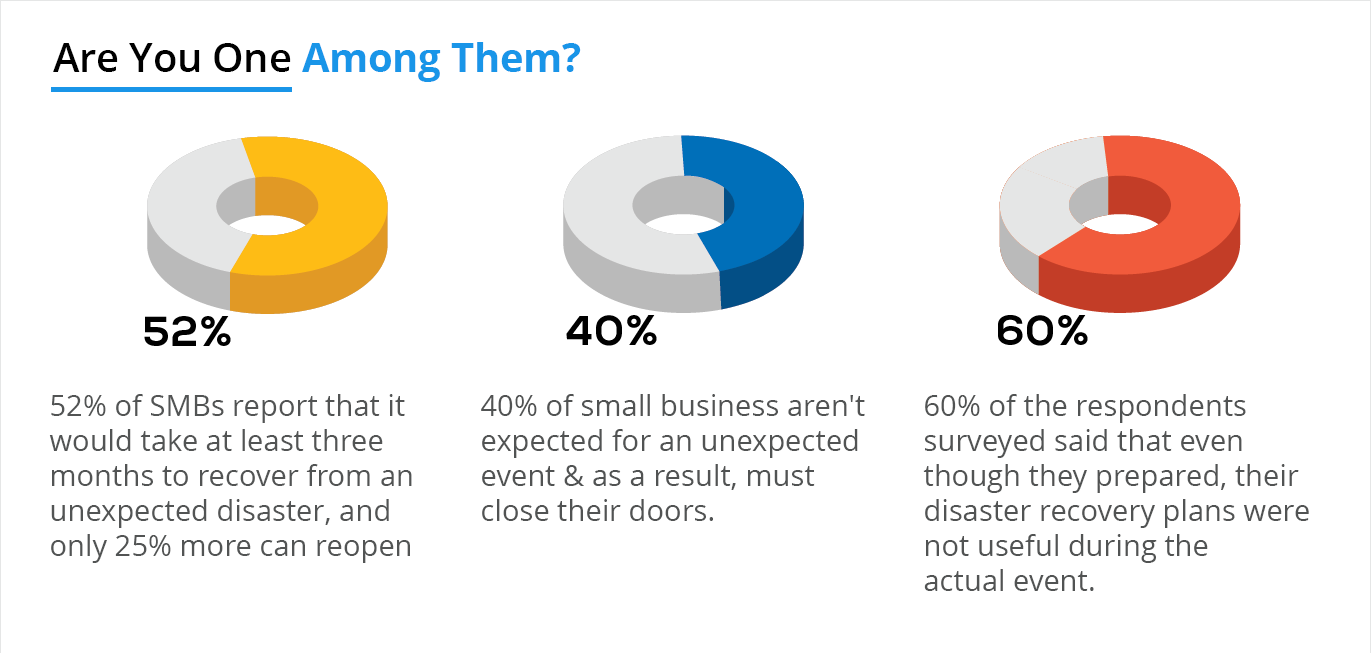 Are You One Among Them?
52%
40%
60%
52% of SMBs report that it
would take at least three
months to recover from an
unexpected disaster, and
only 25% more can reopen
40% of small business aren't
expected for an unexpected
event & as a result, must
close their doors.
60% of the respondents
surveyed said that even
though they prepared, their
disaster recovery plans were
not useful during the
actual event.